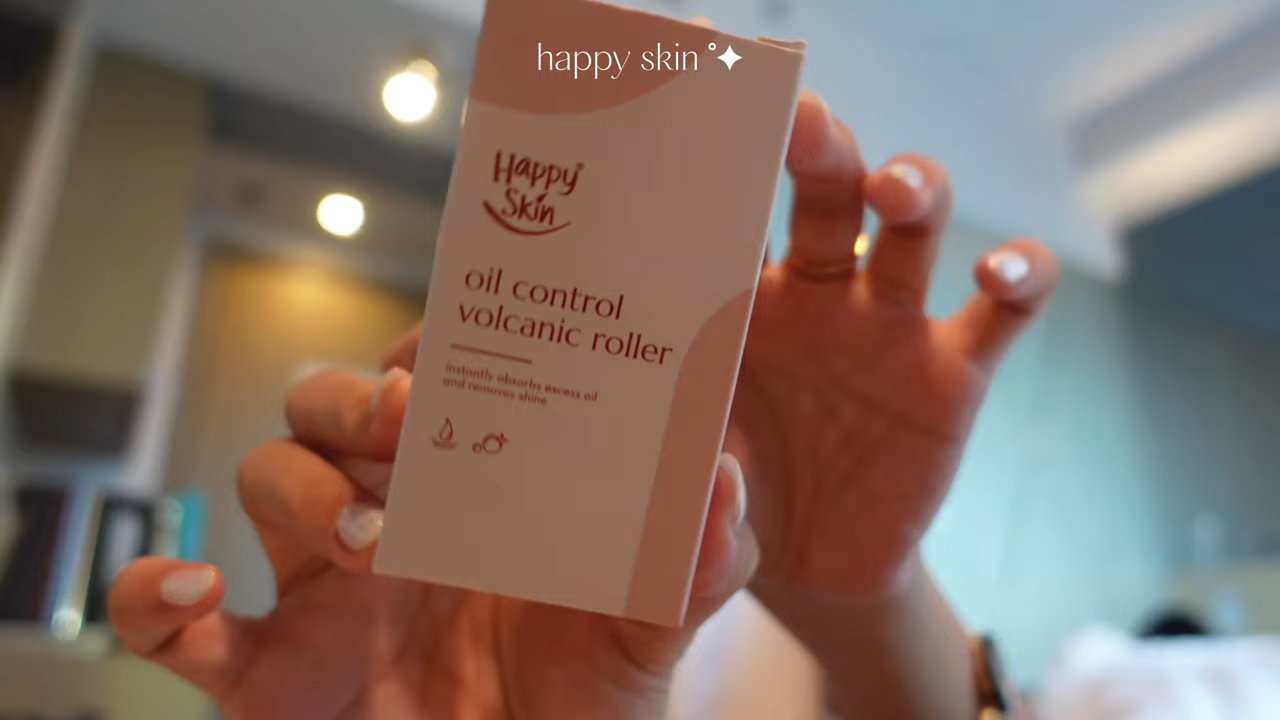 happy skin
Happy
Skin
oil control
volcanic roller
instantly absorbs excess oil
and removes shine